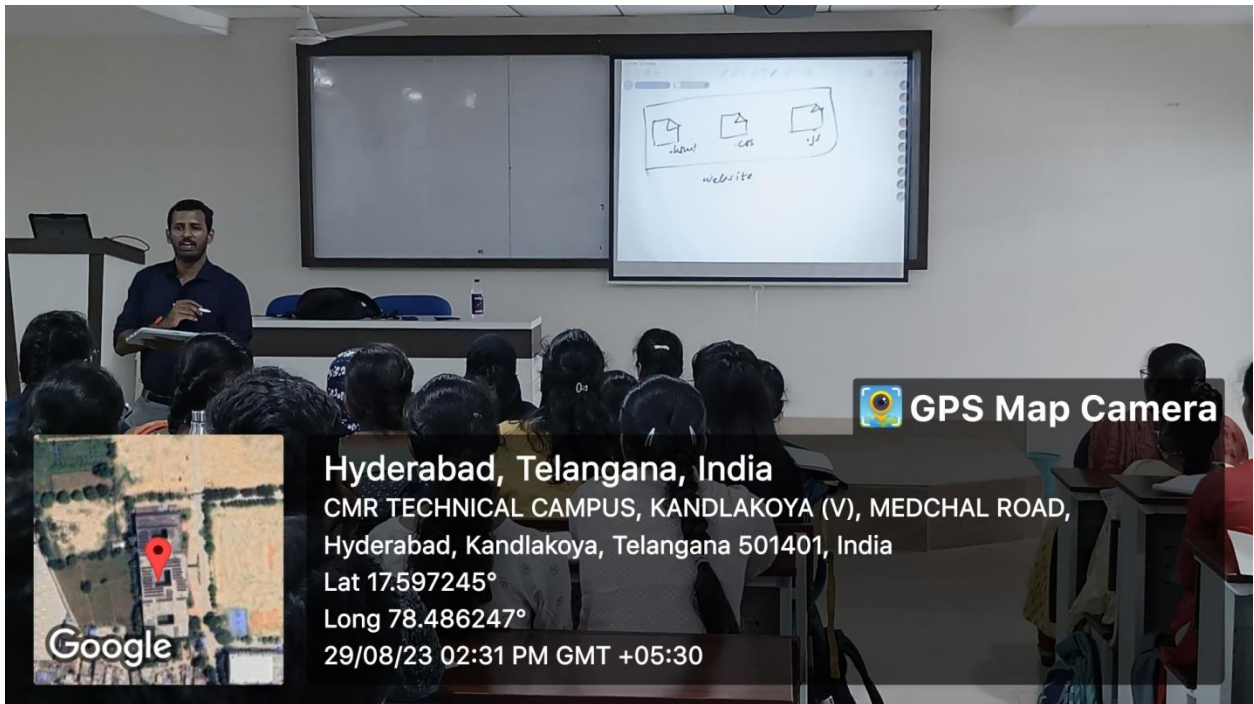 .html .css .js
website
GPS Map Camera
Hyderabad, Telangana, India
CMR TECHNICAL CAMPUS, KANDLAKOYA (V), MEDCHAL ROAD,
Hyderabad, Kandlakoya, Telangana 501401, India
Lat 17.597245°
Long 78.486247°
29/08/23 02:31 PM GMT +05:30
Google